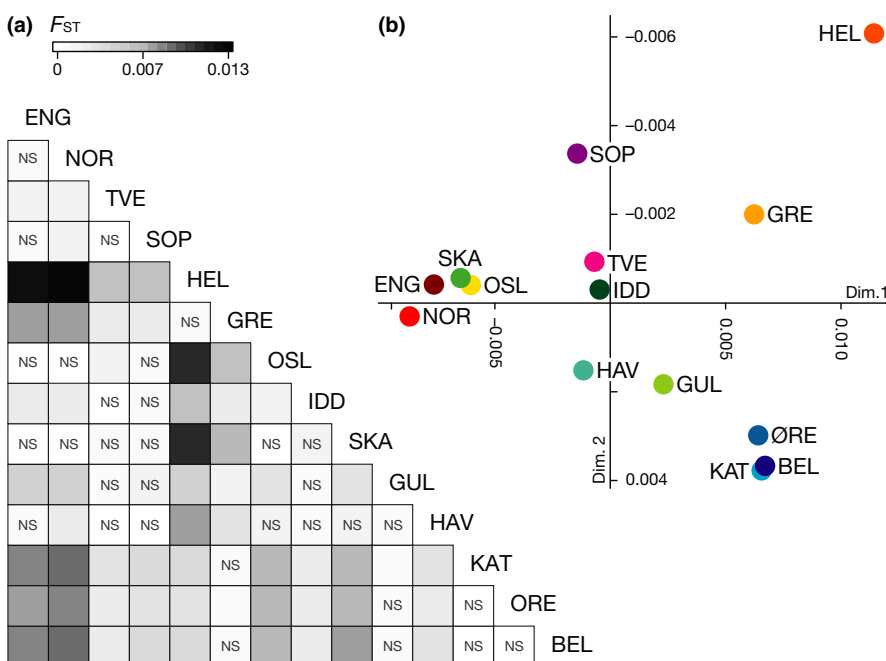 (a) FST
0 0.007 0.013
ENG
NS NOR
TVE
NS NS SOP
HEL
NS GRE
NS NS NS OSL
NS NS IDD
NS NS NS NS NS NS SKA
NS NS NS GUL
NS NS NS NS NS NS NS HAV
NS KAT
NS NS ORE
NS NS NS NS BEL
(b)
−0.006
HEL
−0.004
SOP
−0.002
GRE
TVE
SKA
ENG
OSL
IDD
Dim.1
NOR
−0.005
0.005
0.010
HAV
GUL
ØRE
BEL
KAT
Dim. 2
0.004